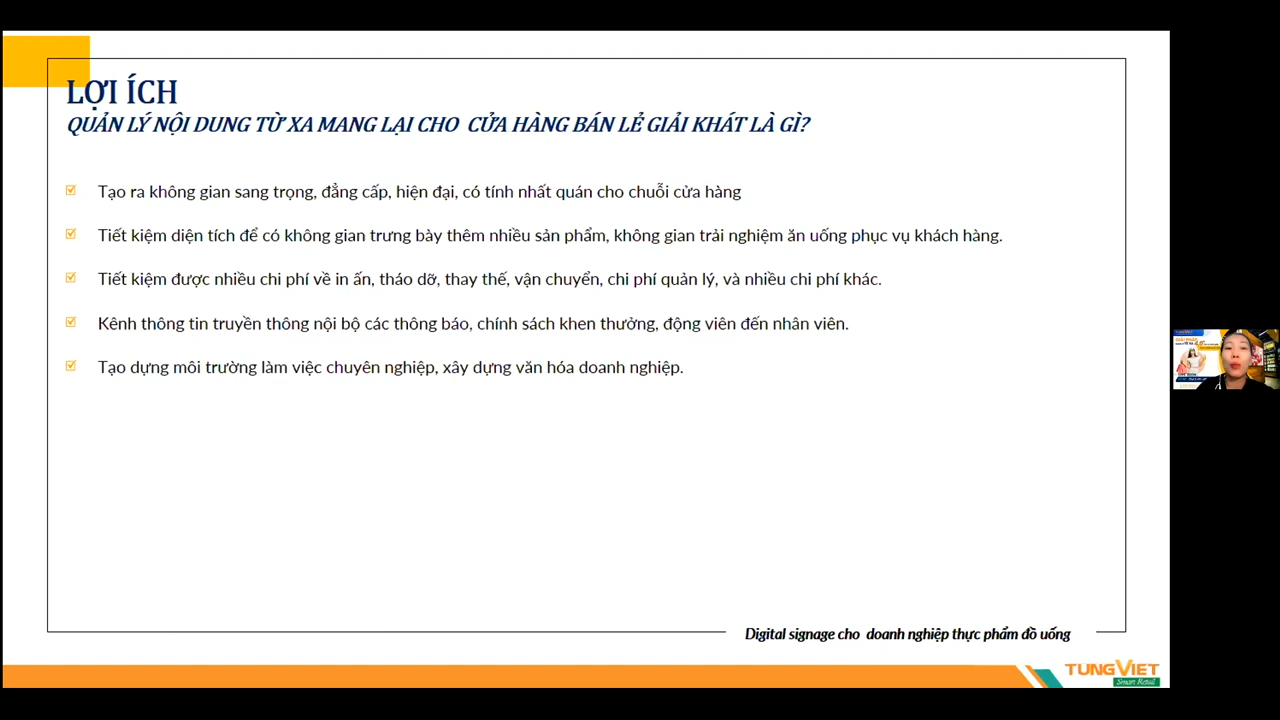 LỢI ÍCH
QUẢN LÝ NỘI DUNG TỪ XA MANG LẠI CHO CỬA HÀNG BÁN LẺ GIẢI KHÁT LÀ GÌ?
Tạo ra không gian sang trọng, đẳng cấp, hiện đại, có tính nhất quán cho chuỗi cửa hàng
Tiết kiệm diện tích để có không gian trưng bày thêm nhiều sản phẩm, không gian trải nghiệm ăn uống phục vụ khách hàng.
Tiết kiệm được nhiều chi phí về in ấn, tháo dỡ, thay thế, vận chuyển, chi phí quản lý, và nhiều chi phí khác.
Kênh thông tin truyền thông nội bộ các thông báo, chính sách khen thưởng, động viên đến nhân viên.
Tạo dựng môi trường làm việc chuyên nghiệp, xây dựng văn hóa doanh nghiệp.
Digital signage cho doanh nghiệp thực phẩm đồ uống
TUNGVIET
Smart Retail